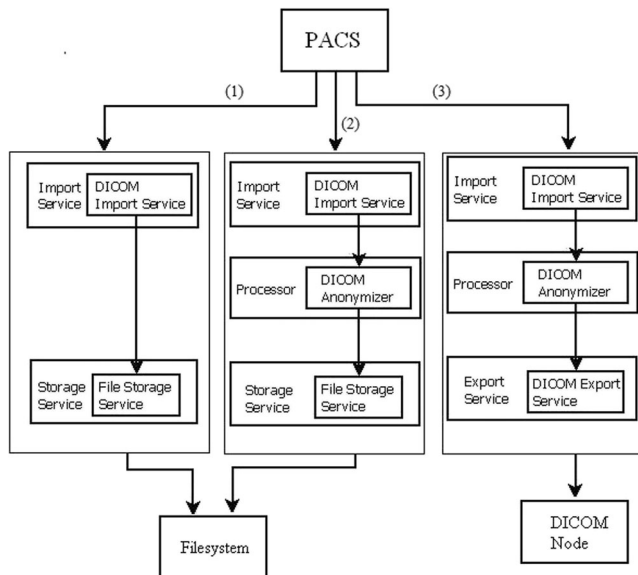 PACS
(1)
(2)
(3)
Import
Service
DICOM
Import Service
Storage
Service
File Storage
Service
Import
Service
DICOM
Import Service
Processor
DICOM
Anonymizer
Storage
Service
File Storage
Service
Import
Service
DICOM
Import Service
Processor
DICOM
Anonymizer
Export
Service
DICOM Export
Service
Filesystem
DICOM
Node